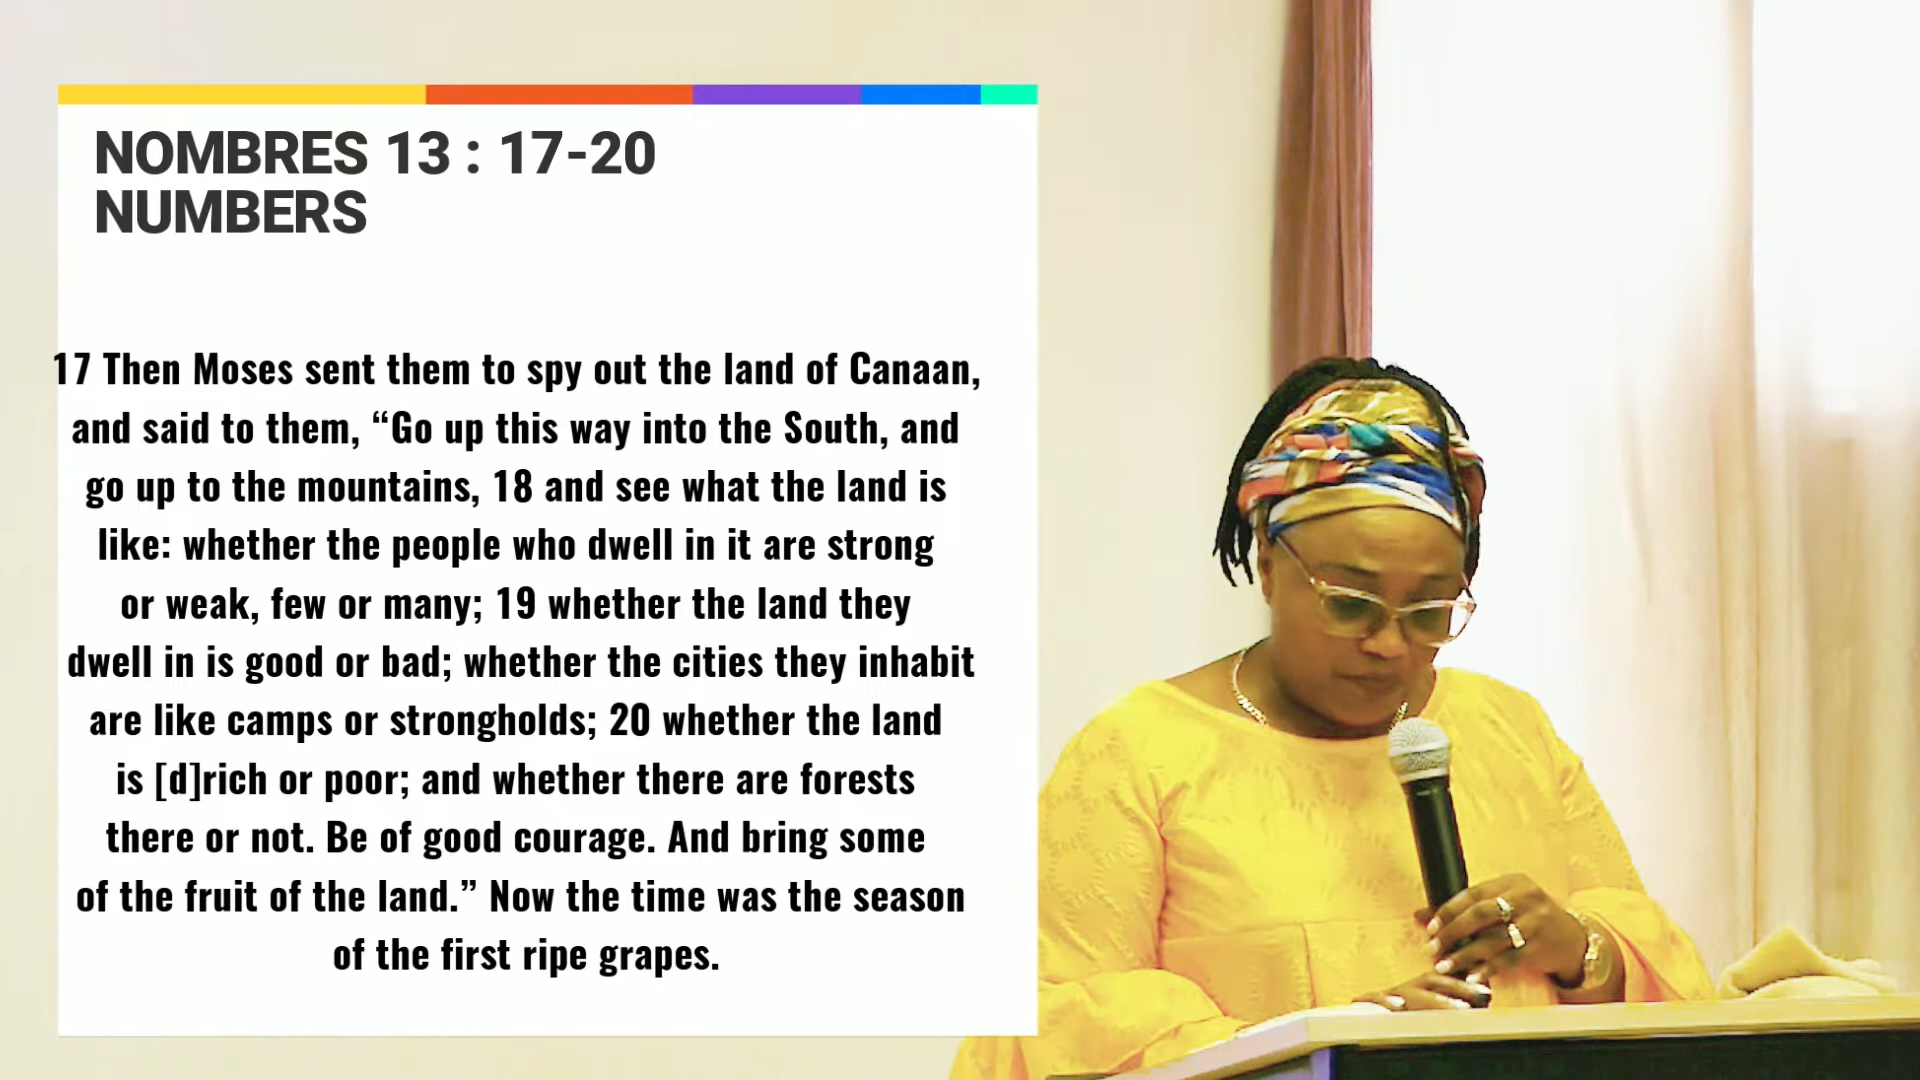 NOMBRES 13 : 17-20
NUMBERS
17 Then Moses sent them to spy out the land of Canaan,
and said to them, “Go up this way into the South, and
go up to the mountains, 18 and see what the land is
like: whether the people who dwell in it are strong
or weak, few or many; 19 whether the land they
dwell in is good or bad; whether the cities they inhabit
are like camps or strongholds; 20 whether the land
is [d]rich or poor; and whether there are forests
there or not. Be of good courage. And bring some
of the fruit of the land.” Now the time was the season
of the first ripe grapes.